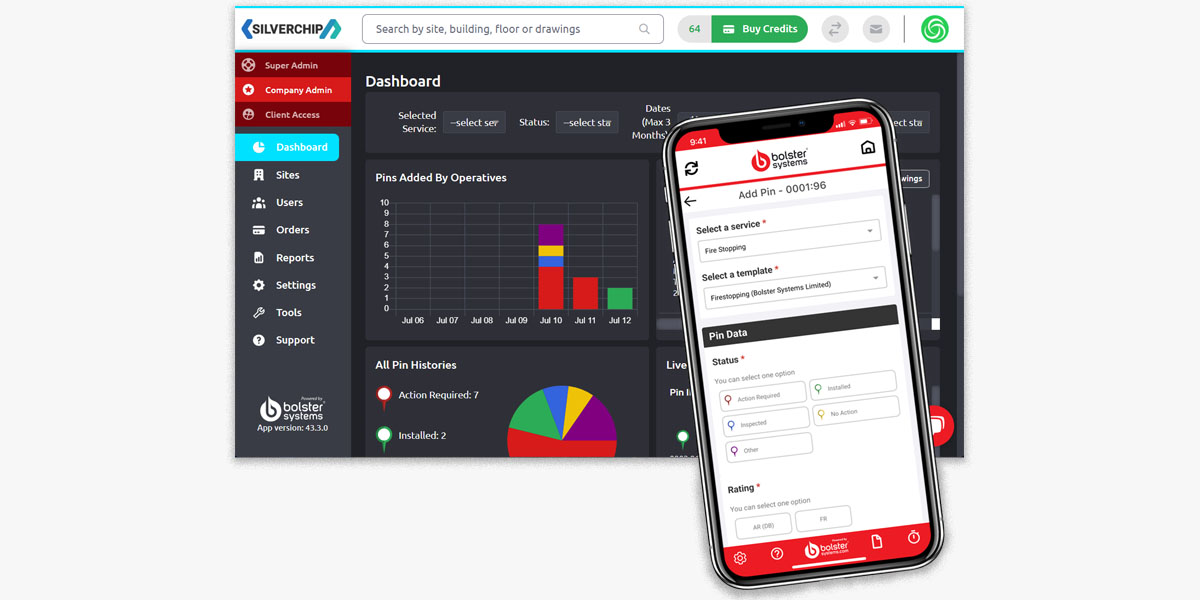 SILVERCHIP
Search by site, building, floor or drawings
64
Buy Credits
Super Admin
Company Admin
Client Access
Dashboard
Sites
Users
Orders
Reports
Settings
Tools
Support
Powered by
bolster
systems
App version: 43.3.0
Dashboard
Selected
Service:
--select ser
Status:
--select sta
Dates
(Max 3
Months)
ect sta
Pins Added By Operatives
10
9
8
7
6
5
4
3
2
1
0
Jul 06
Jul 07
Jul 08
Jul 09
Jul 10
Jul 11
Jul 12
wings
All Pin Histories
Action Required: 7
Installed: 2
Live
Pin I
9:41
bolster
systems
Add Pin - 0001:96
Select a service *
Fire Stopping
Select a template *
Firestopping (Bolster Systems Limited)
Pin Data
Status *
You can select one option
Action Required
Installed
Inspected
No Action
Other
Rating *
You can select one option
AR (DB)
FR
Powered by
bolster
systems.com